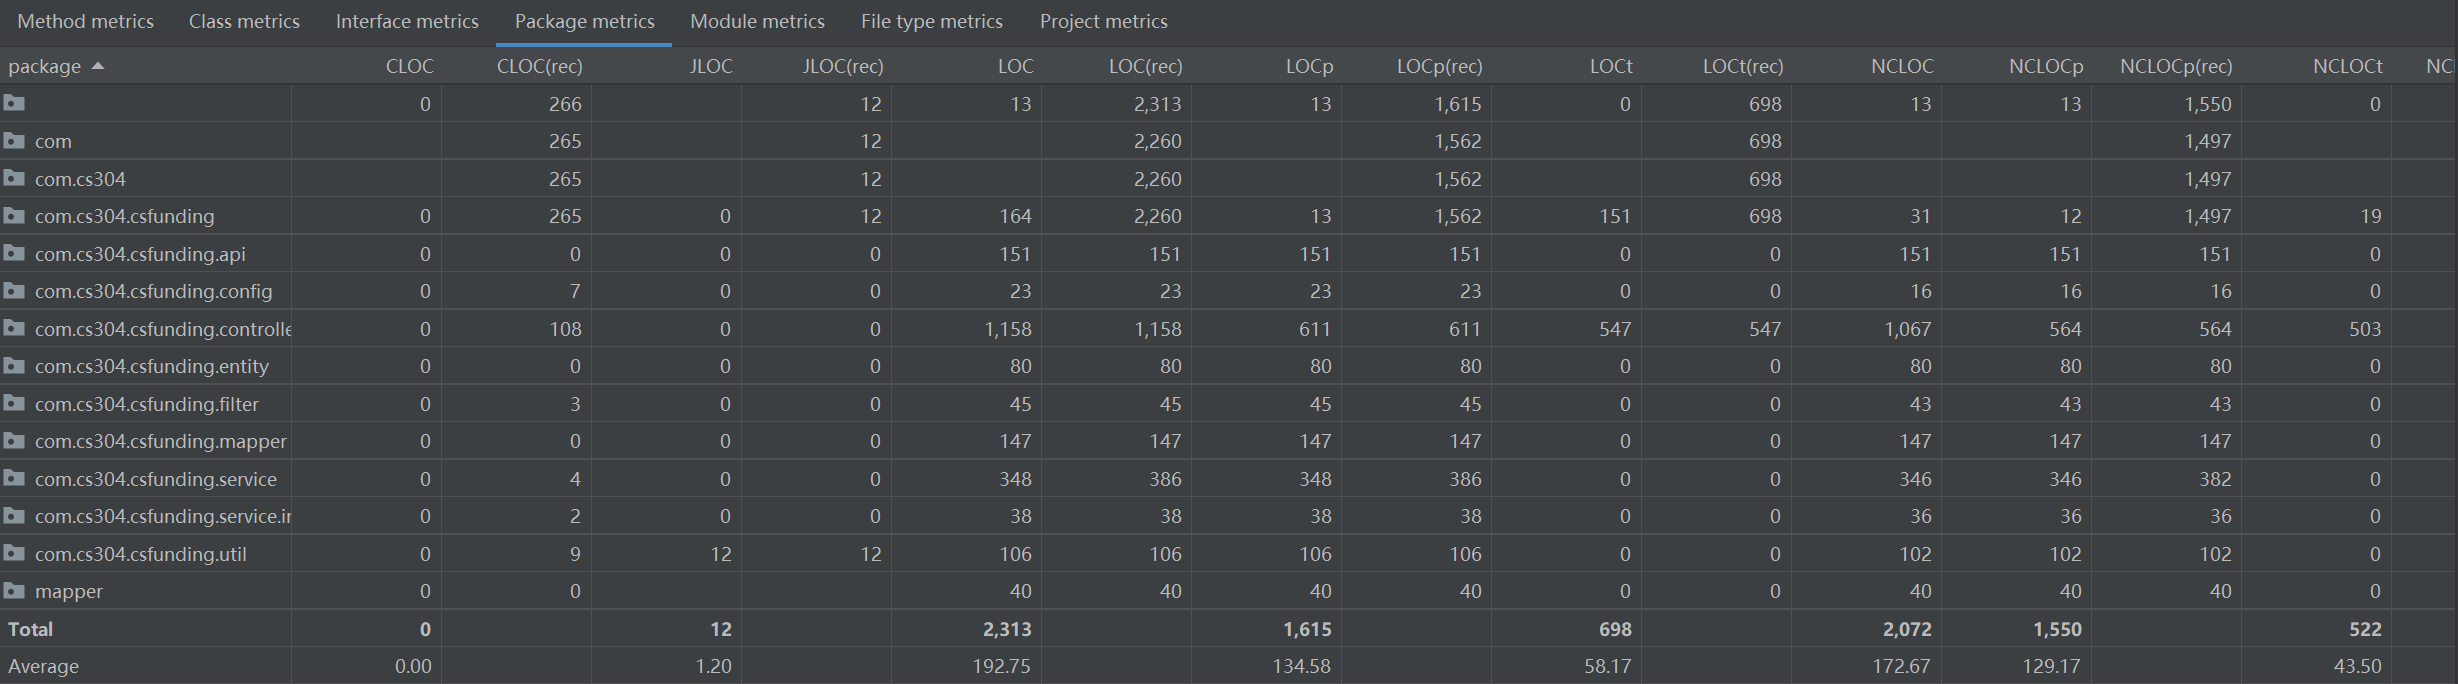 Method metrics Class metrics Interface metrics Package metrics Module metrics File type metrics Project metrics
package CLOC CLOC(rec) JLOC JLOC(rec) LOC LOC(rec) LOCp LOCp(rec) LOCt LOCt(rec) NCLOC NCLOCp NCLOCp(rec) NCLOCt NCL
0 266 12 13 2,313 13 1,615 0 698 13 13 1,550 0
com 265 12 2,260 1,562 698 1,497
com.cs304 265 12 2,260 1,562 698 1,497
com.cs304.csfunding 0 265 0 12 164 2,260 13 1,562 151 698 31 12 1,497 19
com.cs304.csfunding.api 0 0 0 0 151 151 151 151 0 0 151 151 151 0
com.cs304.csfunding.config 0 7 0 0 23 23 23 23 0 0 16 16 16 0
com.cs304.csfunding.controlle 0 108 0 0 1,158 1,158 611 611 547 547 1,067 564 564 503
com.cs304.csfunding.entity 0 0 0 0 80 80 80 80 0 0 80 80 80 0
com.cs304.csfunding.filter 0 3 0 0 45 45 45 45 0 0 43 43 43 0
com.cs304.csfunding.mapper 0 0 0 0 147 147 147 147 0 0 147 147 147 0
com.cs304.csfunding.service 0 4 0 0 348 386 348 386 0 0 346 346 382 0
com.cs304.csfunding.service.ir 0 2 0 0 38 38 38 38 0 0 36 36 36 0
com.cs304.csfunding.util 0 9 12 12 106 106 106 106 0 0 102 102 102 0
mapper 0 0 40 40 40 40 0 0 40 40 40 0
Total 0 12 2,313 1,615 698 2,072 1,550 522
Average 0.00 1.20 192.75 134.58 58.17 172.67 129.17 43.50